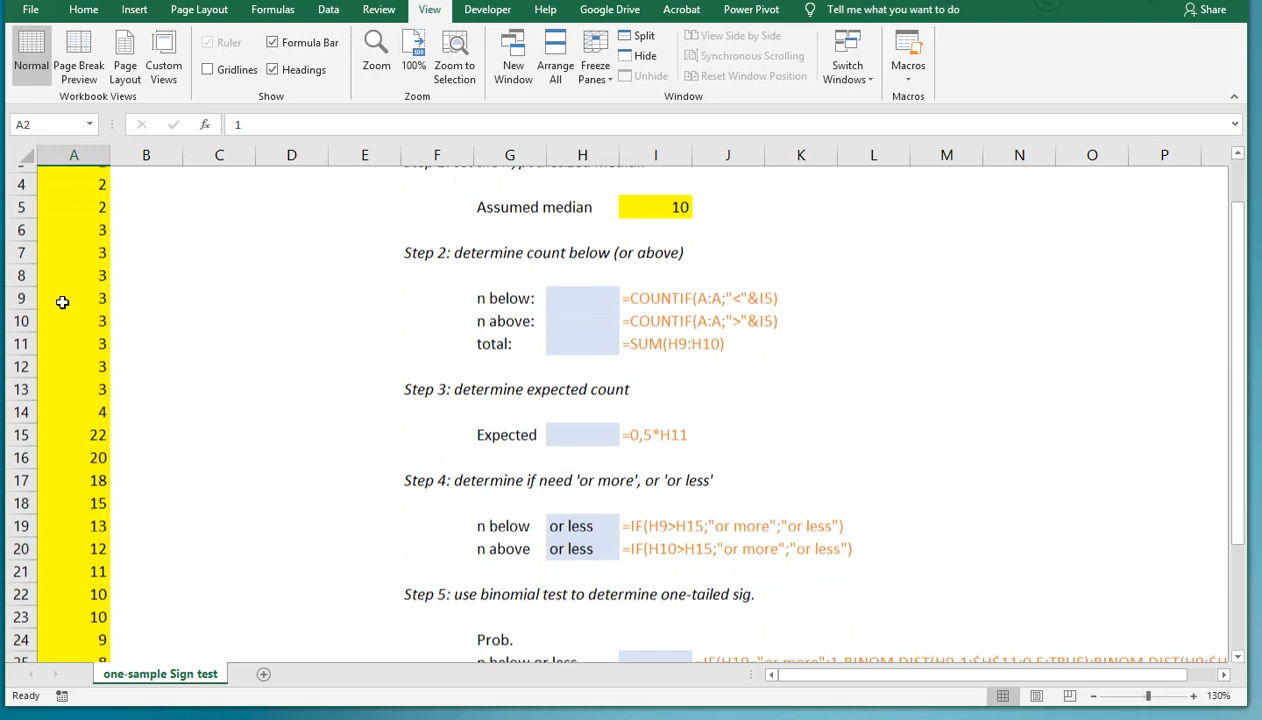 File Home Insert Page Layout Formulas Data Review View Developer Help Google Drive Acrobat Power Pivot Tell me what you want to do Share
Normal
Page Break
Preview
Page
Layout
Custom
Views
Workbook Views
Ruler
Formula Bar
Gridlines
Headings
Show
Zoom
100%
Zoom to
Selection
Zoom
New
Window
Arrange
All
Freeze
Panes
Split
Hide
Unhide
View Side by Side
Synchronous Scrolling
Reset Window Position
Window
Switch
Windows
Macros
Macros
A2 fx 1
A B C D E F G H I J K L M N O P
4 2
5 2 Assumed median 10
6 3
7 3 Step 2: determine count below (or above)
8 3
9 3 n below: =COUNTIF(A:A;"<"&I5)
10 3 n above: =COUNTIF(A:A;">"&I5)
11 3 total: =SUM(H9:H10)
12 3
13 3 Step 3: determine expected count
14 4
15 22 Expected =0,5*H11
16 20
17 18 Step 4: determine if need 'or more', or 'or less'
18 15
19 13 n below or less =IF(H9>H15;"or more";"or less")
20 12 n above or less =IF(H10>H15;"or more";"or less")
21 11
22 10 Step 5: use binomial test to determine one-tailed sig.
23 10
24 9 Prob.
one-sample Sign test
Ready 130%